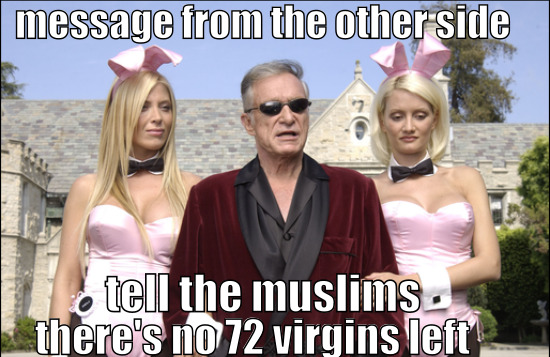 message from the other side
tell the muslims
there's no 72 virgins left